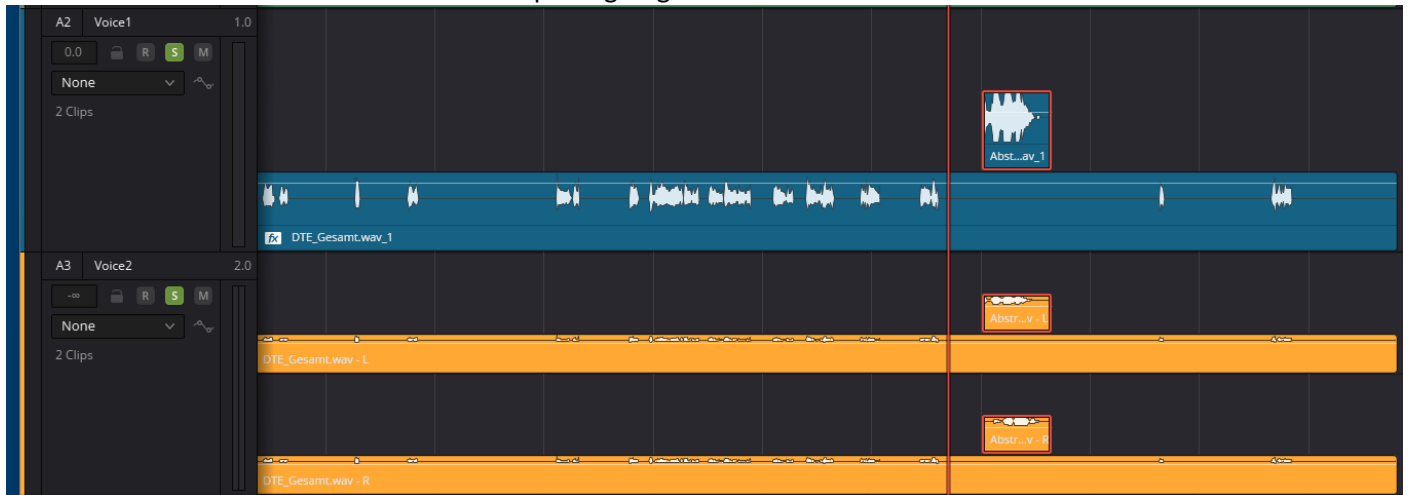 A2 Voice1 1.0
0.0 R S M
None
2 Clips
Abst...av_1
fx DTE_Gesamt.wav_1
A3 Voice2 2.0
-∞ R S M
None
2 Clips
Abstr...v - L
DTE_Gesamt.wav - L
Abstr...v - R
DTE_Gesamt.wav - R